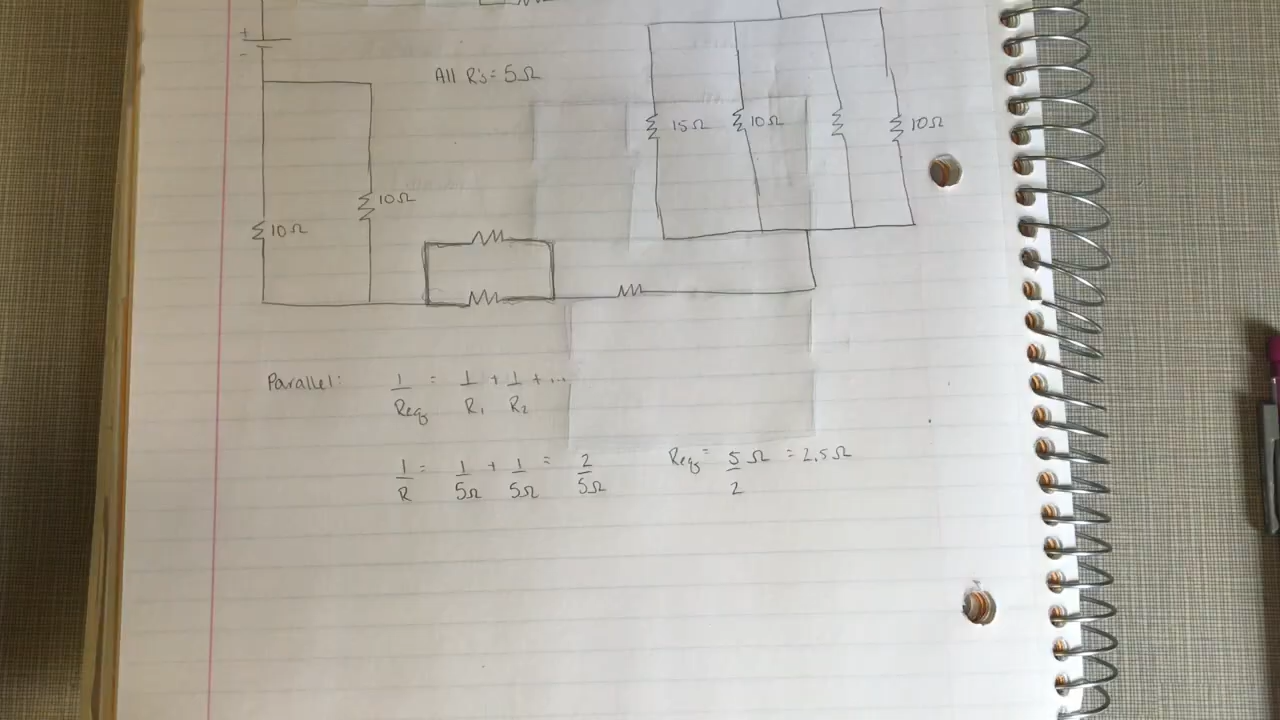 +
-
All R's = 5Ω
15Ω
10Ω
10Ω
10Ω
10Ω
Parallel: 1/Req = 1/R₁ + 1/R₂ + ...
1/R = 1/5Ω + 1/5Ω = 2/5Ω Req = 5/2 Ω = 2.5Ω